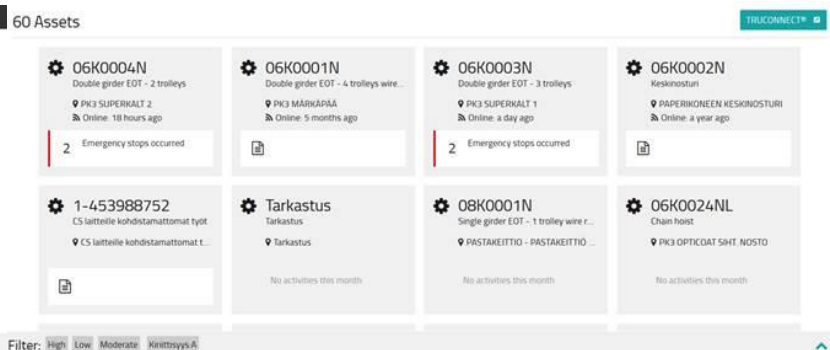 60 Assets
TRUCONNECT®
06K0004N
Double girder EOT - 2 trolleys
PK3 SUPERKALT 2
Online: 18 hours ago
2 Emergency stops occurred
06K0001N
Double girder EOT - 4 trolleys wire...
PK3 MÄRKÄPÄÄ
Online: 5 months ago
06K0003N
Double girder EOT - 3 trolleys
PK3 SUPERKALT 1
Online: a day ago
2 Emergency stops occurred
06K0002N
Keskinosturi
PAPERIKONEEN KESKINOSTURI
Online: a year ago
1-453988752
CS laitteille kohdistamattomat työt
CS laitteille kohdistamattomat t...
Tarkastus
Tarkastus
Tarkastus
No activities this month
08K0001N
Single girder EOT - 1 trolley wire r...
PASTAKEITTIO - PASTAKEITTIÖ ...
No activities this month
06K0024NL
Chain hoist
PK3 OPTICOAT SIHT. NOSTO
No activities this month
Filter: High Low Moderate Kiriittisyys A